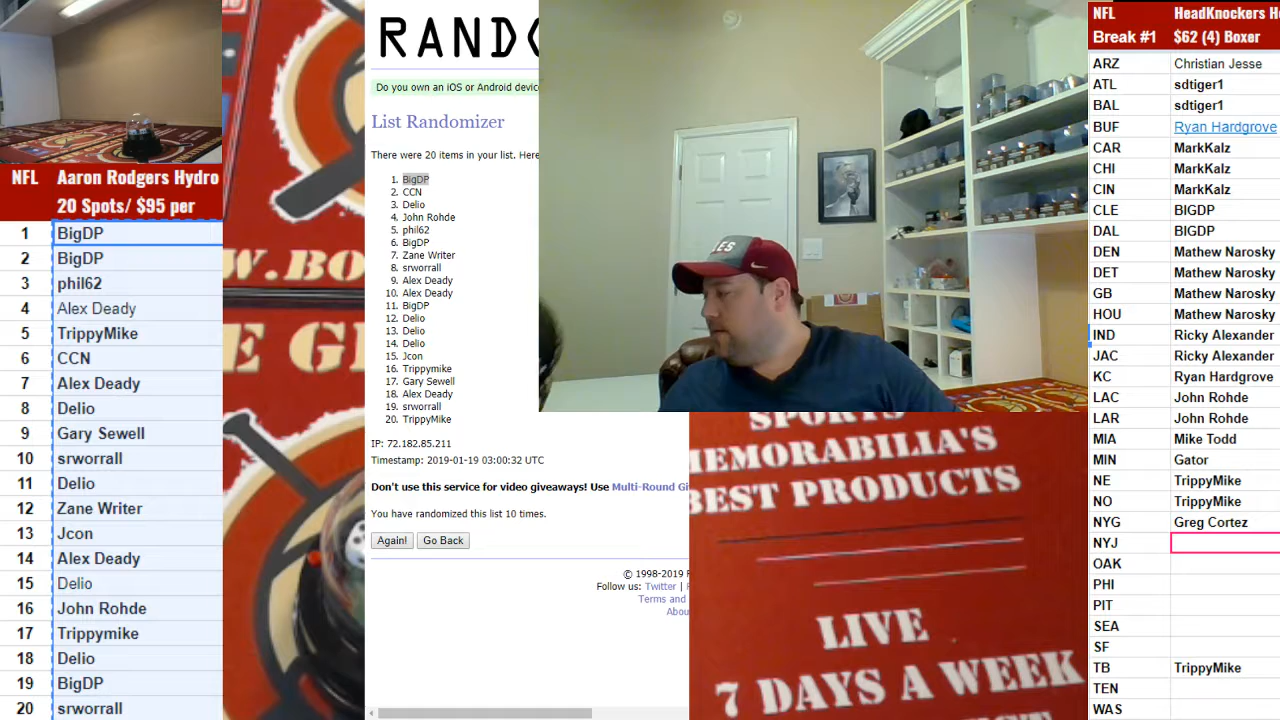 NFL Aaron Rodgers Hydro
20 Spots/ $95 per
1 BigDP
2 BigDP
3 phil62
4 Alex Deady
5 TrippyMike
6 CCN
7 Alex Deady
8 Delio
9 Gary Sewell
10 srworrall
11 Delio
12 Zane Writer
13 Jcon
14 Alex Deady
15 Delio
16 John Rohde
17 Trippymike
18 Delio
19 BigDP
20 srworrall
Do you own an iOS or Android
List Randomizer
There were 20 items in your list. Here
1. BigDP
2. CCN
3. Delio
4. John Rohde
5. phil62
6. BigDP
7. Zane Writer
8. srworrall
9. Alex Deady
10. Alex Deady
11. BigDP
12. Delio
13. Delio
14. Delio
15. Jcon
16. Trippymike
17. Gary Sewell
18. Alex Deady
19. srworrall
20. TrippyMike
IP: 72.182.85.211
Timestamp: 2019-01-19 03:00:32 UTC
Don't use this service for video giveaways! Use Multi-Round
You have randomized this list 10 times.
Again! Go Back
© 1998-2019
Follow us: Twitter |
Terms and
SPORTS
MEMORABILIA'S
BEST PRODUCTS
LIVE
7 DAYS A WEEK
NFL HeadKnockers
Break #1 $62 (4) Boxer
ARZ Christian Jesse
ATL sdtiger1
BAL sdtiger1
BUF Ryan Hardgrove
CAR MarkKalz
CHI MarkKalz
CIN MarkKalz
CLE BIGDP
DAL BIGDP
DEN Mathew Narosky
DET Mathew Narosky
GB Mathew Narosky
HOU Mathew Narosky
IND Ricky Alexander
JAC Ricky Alexander
KC Ryan Hardgrove
LAC John Rohde
LAR John Rohde
MIA Mike Todd
MIN Gator
NE TrippyMike
NO TrippyMike
NYG Greg Cortez
NYJ
OAK
PHI
PIT
SEA
SF
TB TrippyMike
TEN
WAS